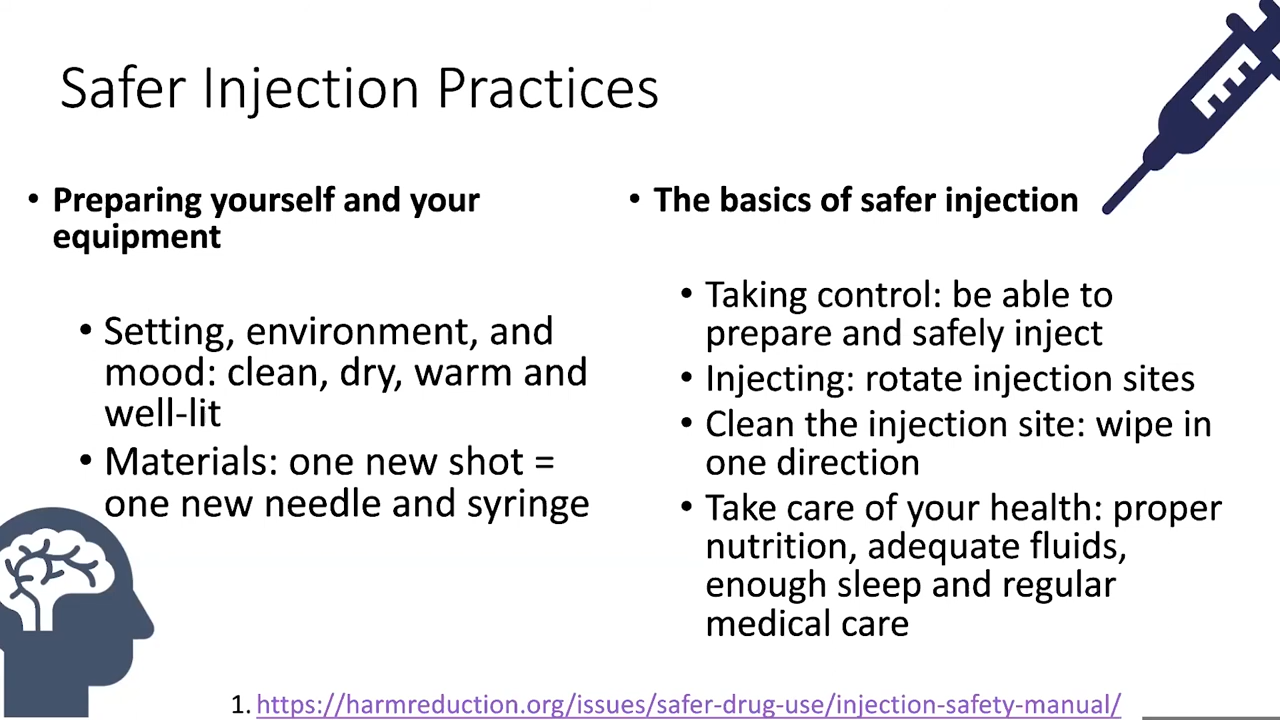 Safer Injection Practices
• Preparing yourself and your
equipment
• Setting, environment, and
mood: clean, dry, warm and
well-lit
• Materials: one new shot =
one new needle and syringe
• The basics of safer injection
• Taking control: be able to
prepare and safely inject
• Injecting: rotate injection sites
• Clean the injection site: wipe in
one direction
• Take care of your health: proper
nutrition, adequate fluids,
enough sleep and regular
medical care
1. https://harmreduction.org/issues/safer-drug-use/injection-safety-manual/